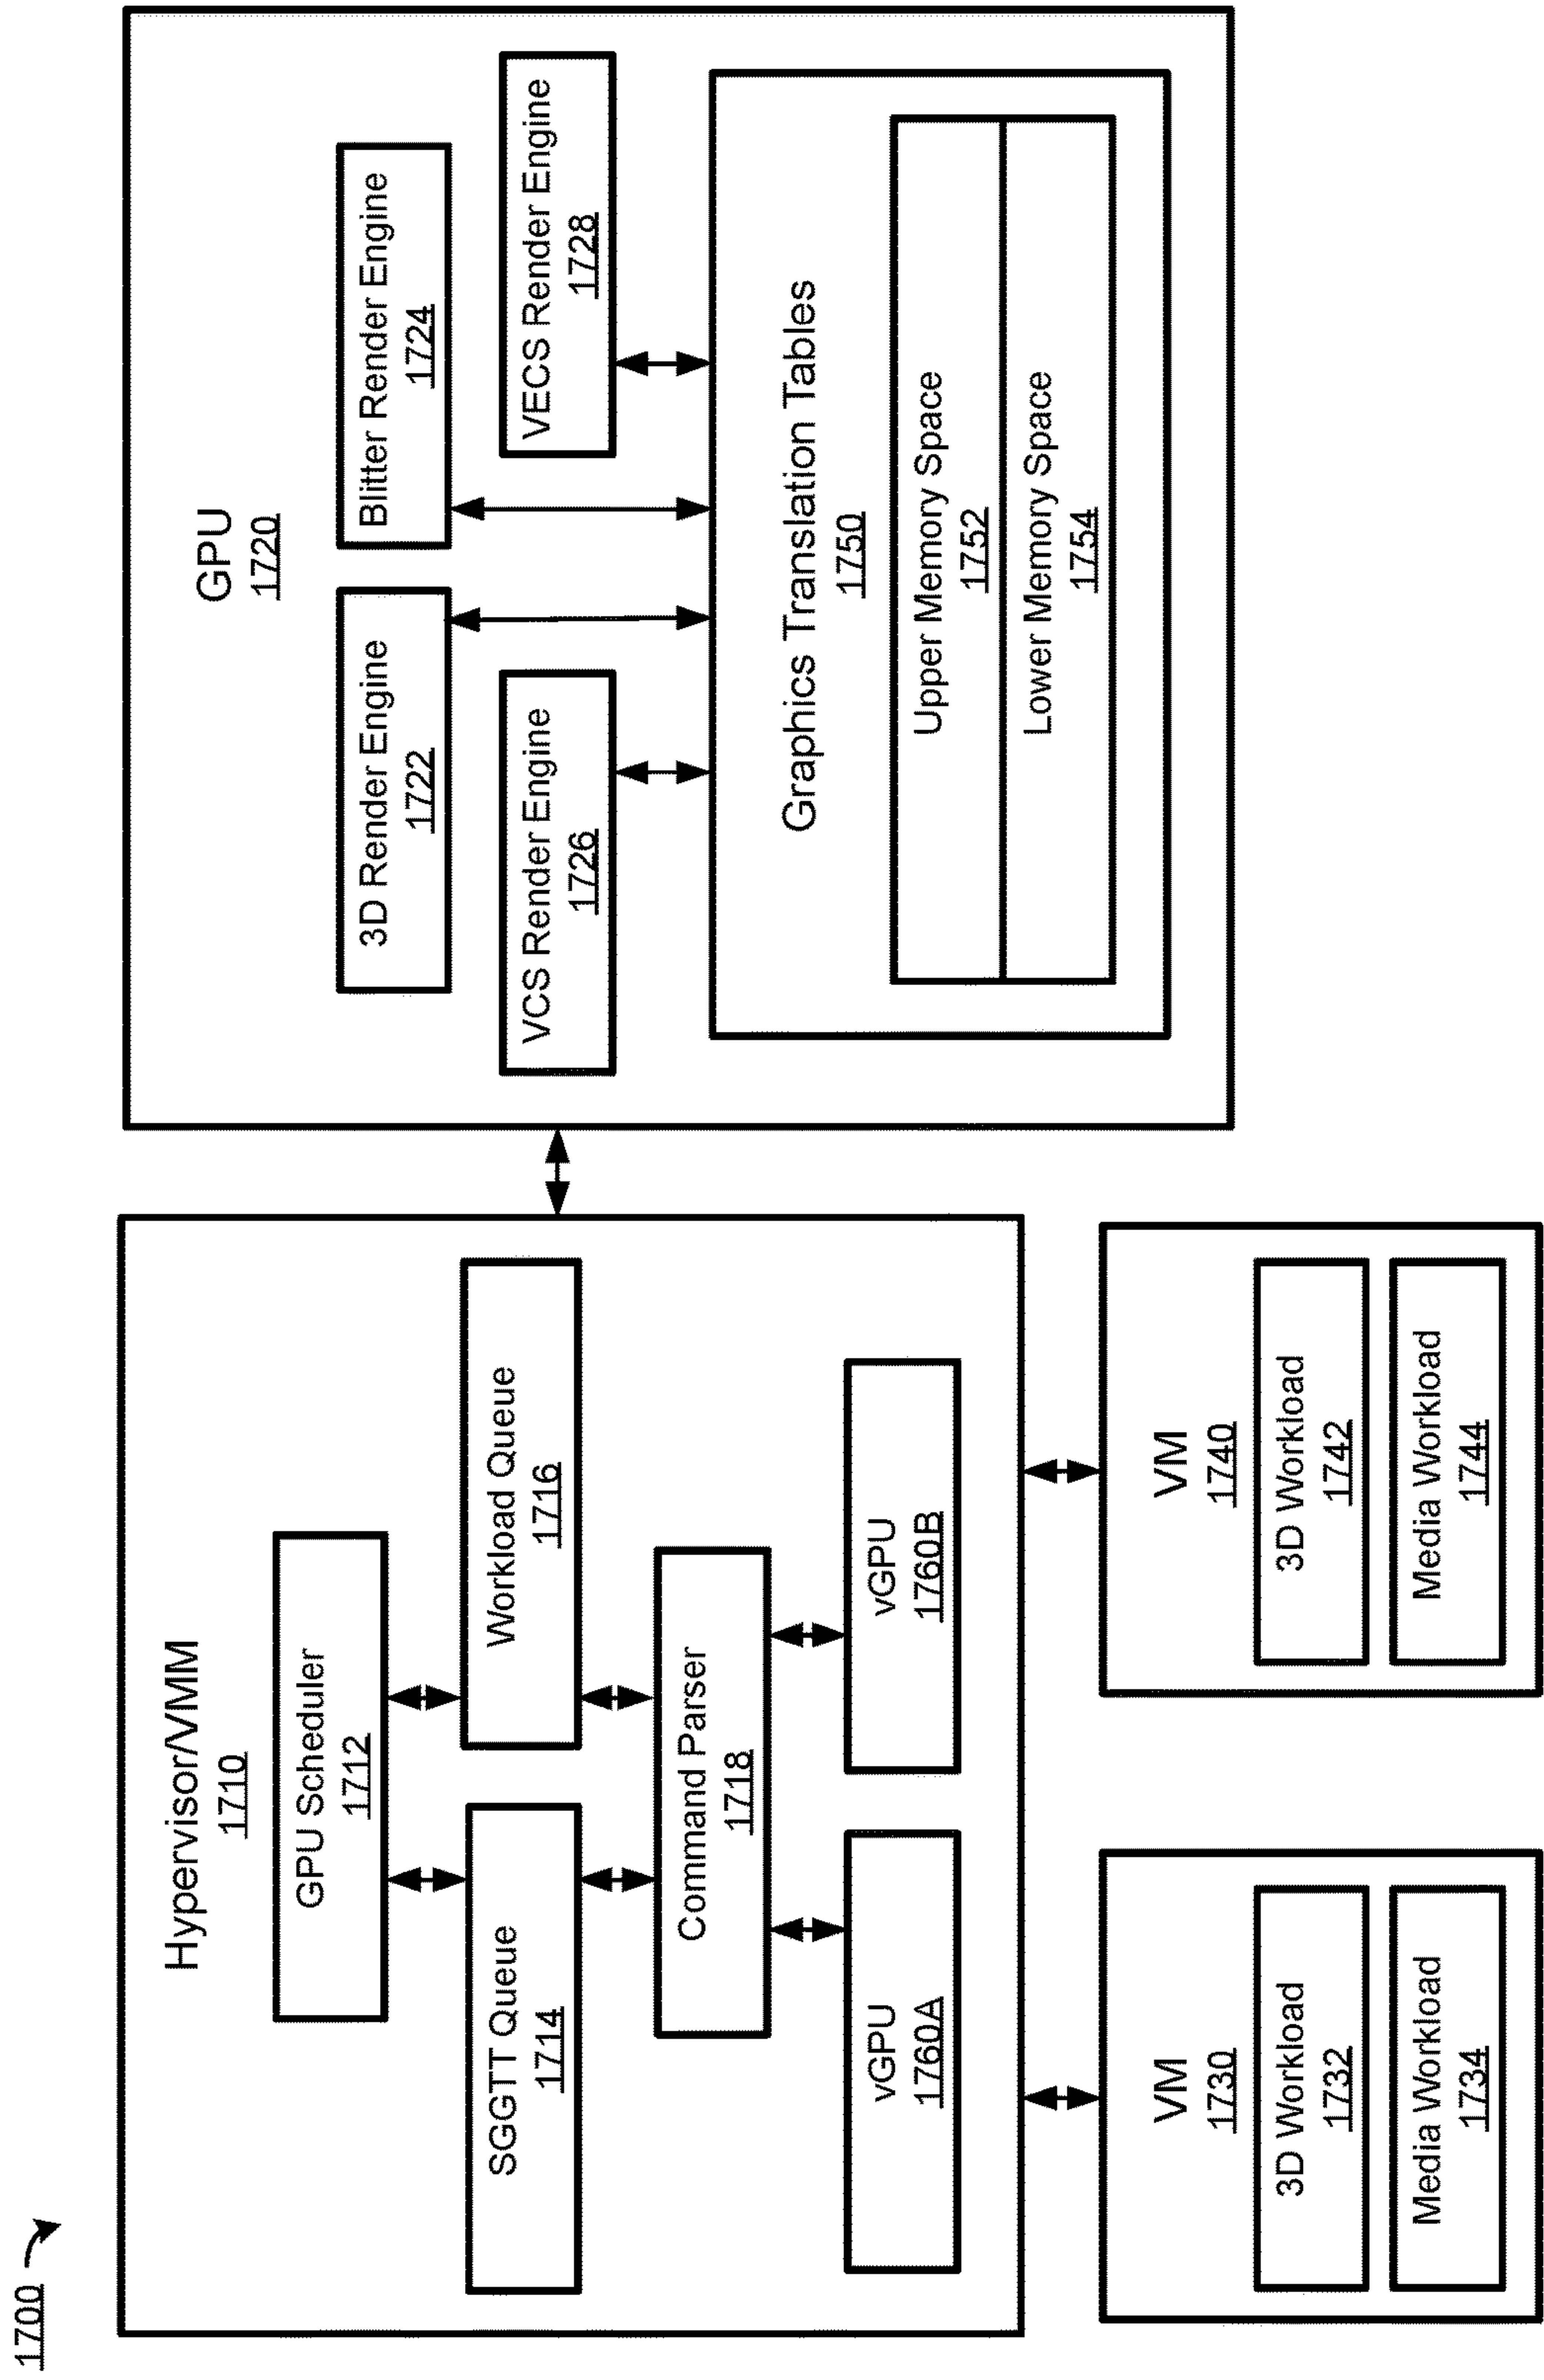 1700
Hypervisor/VMM
1710
GPU Scheduler
1712
SGGTT Queue
1714
Workload Queue
1716
Command Parser
1718
vGPU
1760A
vGPU
1760B
VM
1730
3D Workload
1732
Media Workload
1734
VM
1740
3D Workload
1742
Media Workload
1744
GPU
1720
3D Render Engine
1722
Blitter Render Engine
1724
VCS Render Engine
1726
VECS Render Engine
1728
Graphics Translation Tables
1750
Upper Memory Space
1752
Lower Memory Space
1754